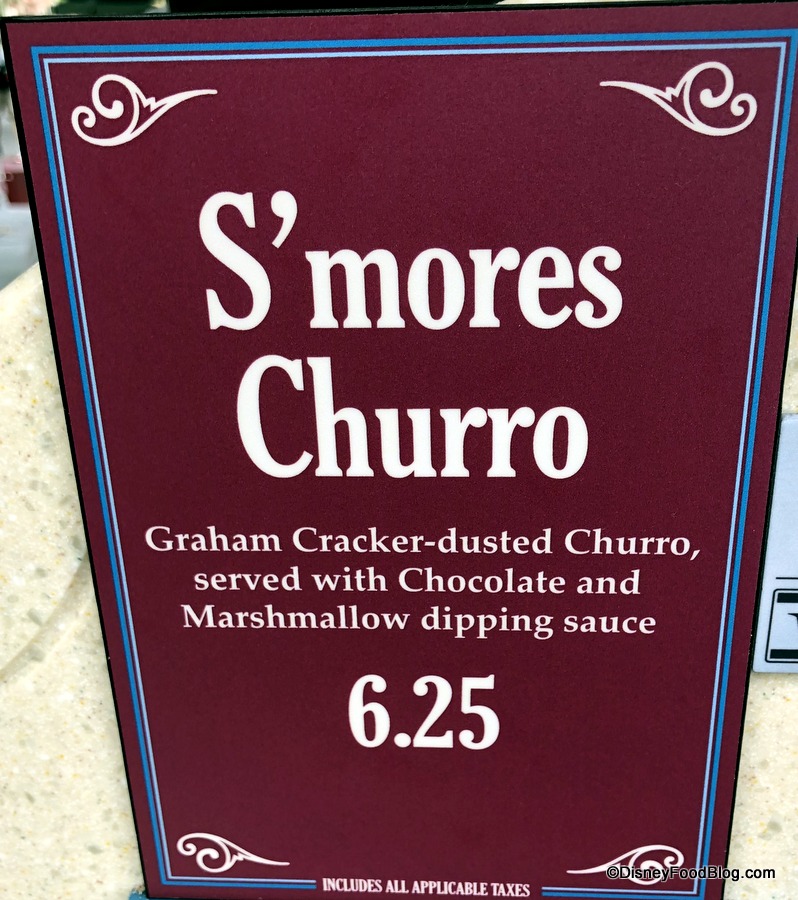 S'mores
Churro
Graham Cracker-dusted Churro,
served with Chocolate and
Marshmallow dipping sauce
6.25
INCLUDES ALL APPLICABLE TAXES
©DisneyFoodBlog.com